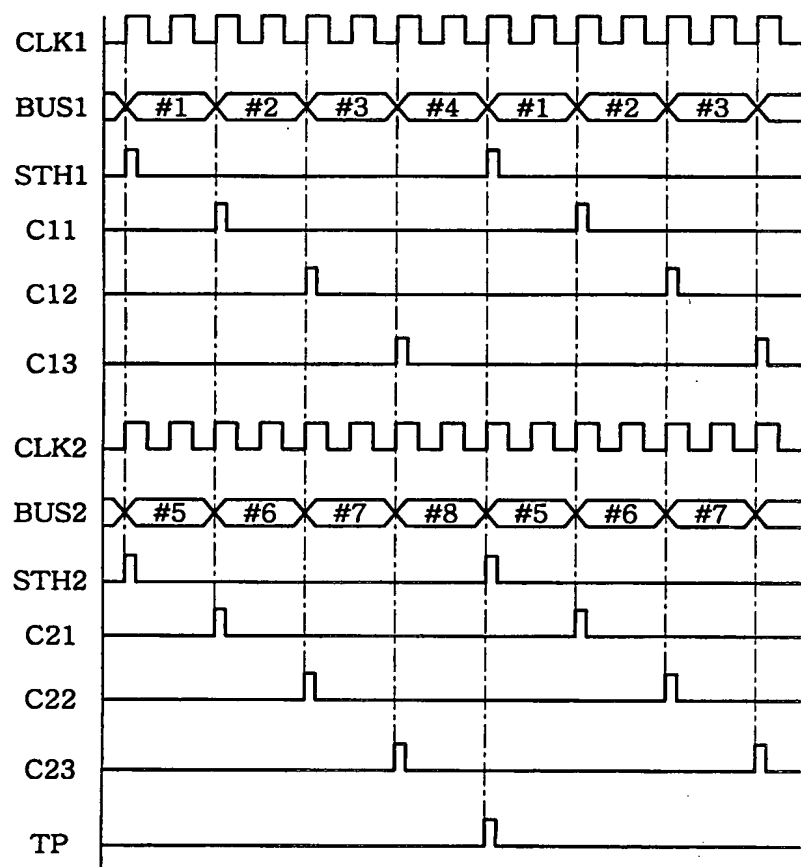 CLK1
BUS1 #1 #2 #3 #4 #1 #2 #3
STH1
C11
C12
C13
CLK2
BUS2 #5 #6 #7 #8 #5 #6 #7
STH2
C21
C22
C23
TP